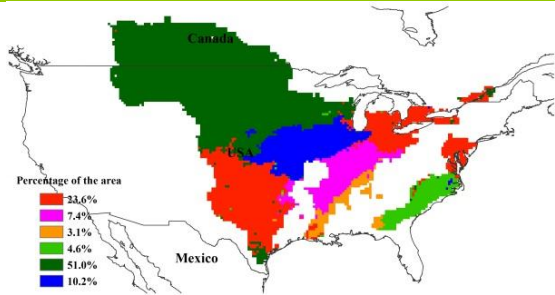 Canada
USA
Percentage of the area
23.6%
7.4%
3.1%
4.6%
51.0%
10.2%
Mexico